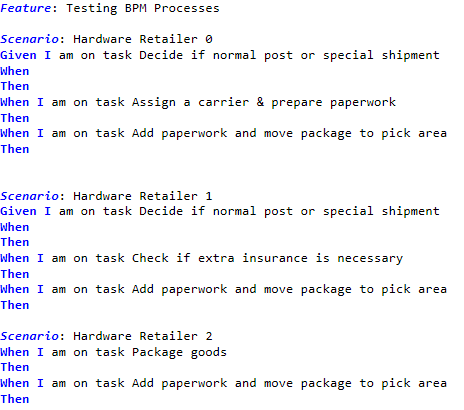 Feature: Testing BPM Processes
Scenario: Hardware Retailer 0
Given I am on task Decide if normal post or special shipment
When
Then
When I am on task Assign a carrier & prepare paperwork
Then
When I am on task Add paperwork and move package to pick area
Then
Scenario: Hardware Retailer 1
Given I am on task Decide if normal post or special shipment
When
Then
When I am on task Check if extra insurance is necessary
Then
When I am on task Add paperwork and move package to pick area
Then
Scenario: Hardware Retailer 2
When I am on task Package goods
Then
When I am on task Add paperwork and move package to pick area
Then